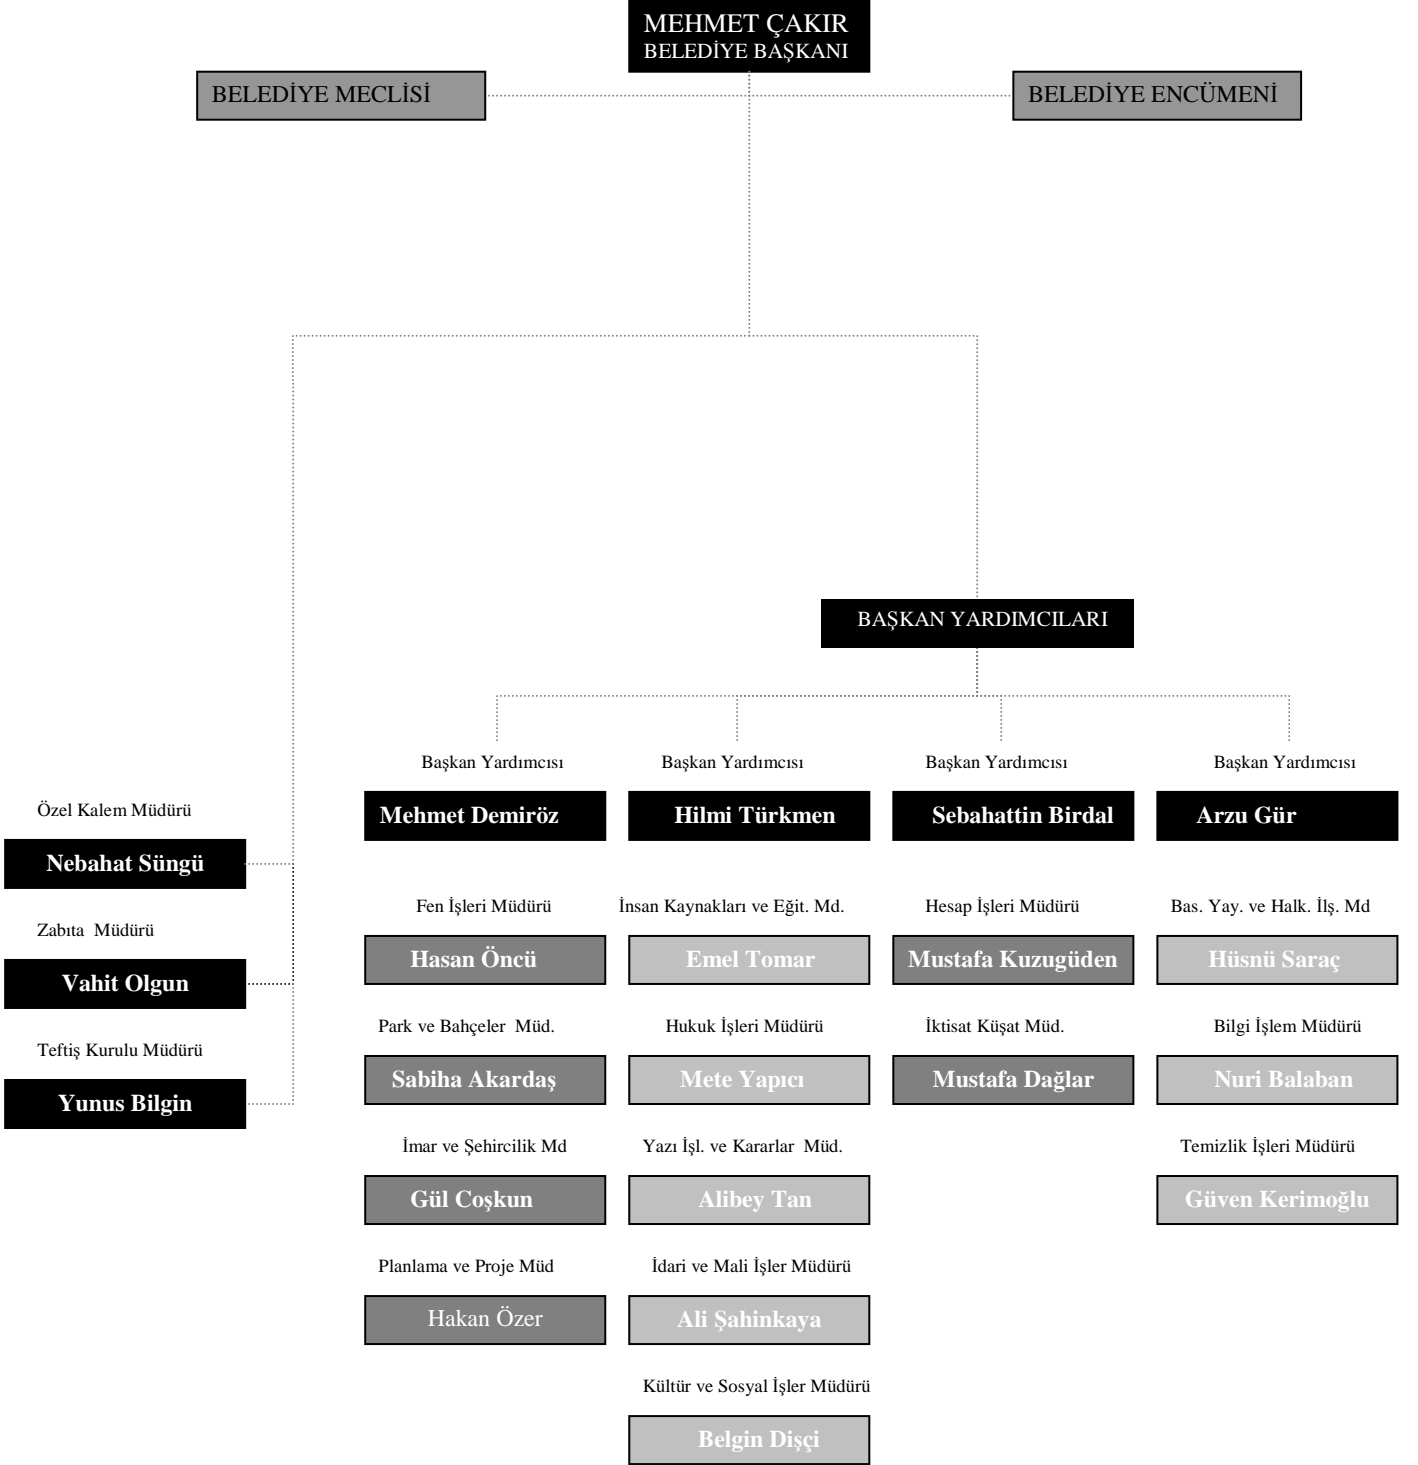 MEHMET ÇAKIR
BELEDİYE BAŞKANI
BELEDİYE MECLİSİ
BELEDİYE ENCÜMENİ
BAŞKAN YARDIMCILARI
Özel Kalem Müdürü
Nebahat Süngü
Zabıta  Müdürü
Vahit Olgun
Teftiş Kurulu Müdürü
Yunus Bilgin
Başkan Yardımcısı
Mehmet Demiröz
Fen İşleri Müdürü
Hasan Öncü
Park ve Bahçeler  Müd.
Sabiha Akardaş
İmar ve Şehircilik Md
Gül Coşkun
Planlama ve Proje Müd
Hakan Özer
Başkan Yardımcısı
Hilmi Türkmen
İnsan Kaynakları ve Eğit. Md.
Emel Tomar
Hukuk İşleri Müdürü
Mete Yapıcı
Yazı İşl. ve Kararlar  Müd.
Alibey Tan
İdari ve Mali İşler Müdürü
Ali Şahinkaya
Kültür ve Sosyal İşler Müdürü
Belgin Dişçi
Başkan Yardımcısı
Sebahattin Birdal
Hesap İşleri Müdürü
Mustafa Kuzugüden
İktisat Küşat Müd.
Mustafa Dağlar
Başkan Yardımcısı
Arzu Gür
Bas. Yay. ve Halk. İlş. Md
Hüsnü Saraç
Bilgi İşlem Müdürü
Nuri Balaban
Temizlik İşleri Müdürü
Güven Kerimoğlu